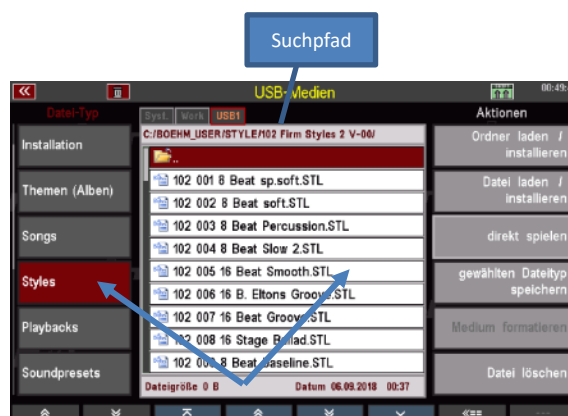 Suchpfad
USB-Medien
00:49:
Datei-Typ
Syst. Work USB1
Aktionen
C:/BOEHM_USER/STYLE/102 Firm Styles 2 V-00/
Installation
Themen (Alben)
Songs
Styles
Playbacks
Soundpresets
..
102 001 8 Beat sp.soft.STL
102 002 8 Beat soft.STL
102 003 8 Beat Percussion.STL
102 004 8 Beat Slow 2.STL
102 005 16 Beat Smooth.STL
102 006 16 B. Eltons Groove.STL
102 007 16 Beat Groove.STL
102 008 16 Stage Ballad.STL
102 009 8 Beat Baseline.STL
Dateigröße 0 B Datum 06.09.2018 00:37
Ordner laden /
installieren
Datei laden /
installieren
direkt spielen
gewählten Dateityp
speichern
Medium formatieren
Datei löschen